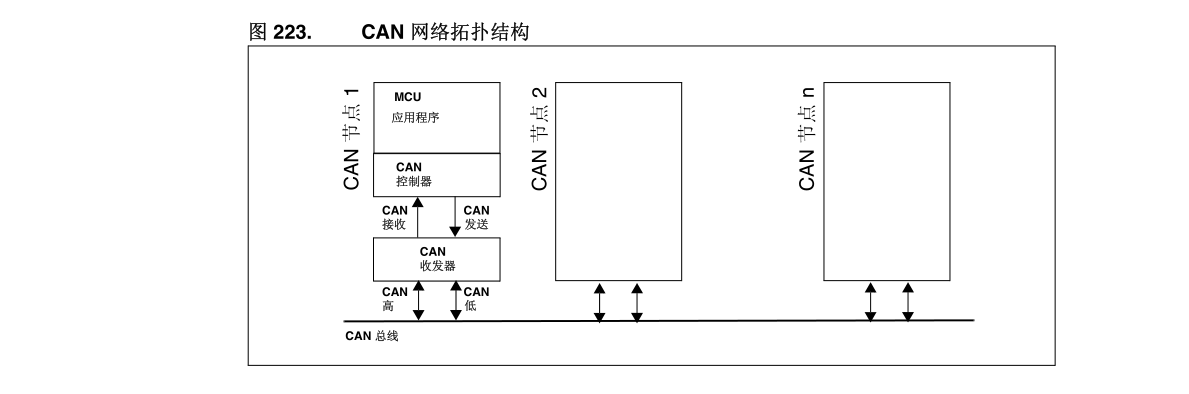 图 223. CAN 网络拓扑结构
CAN 节点 1
MCU
应用程序
CAN
控制器
CAN
接收
CAN
发送
CAN
收发器
CAN
高
CAN
低
CAN 节点 2
CAN 节点 n
CAN 总线